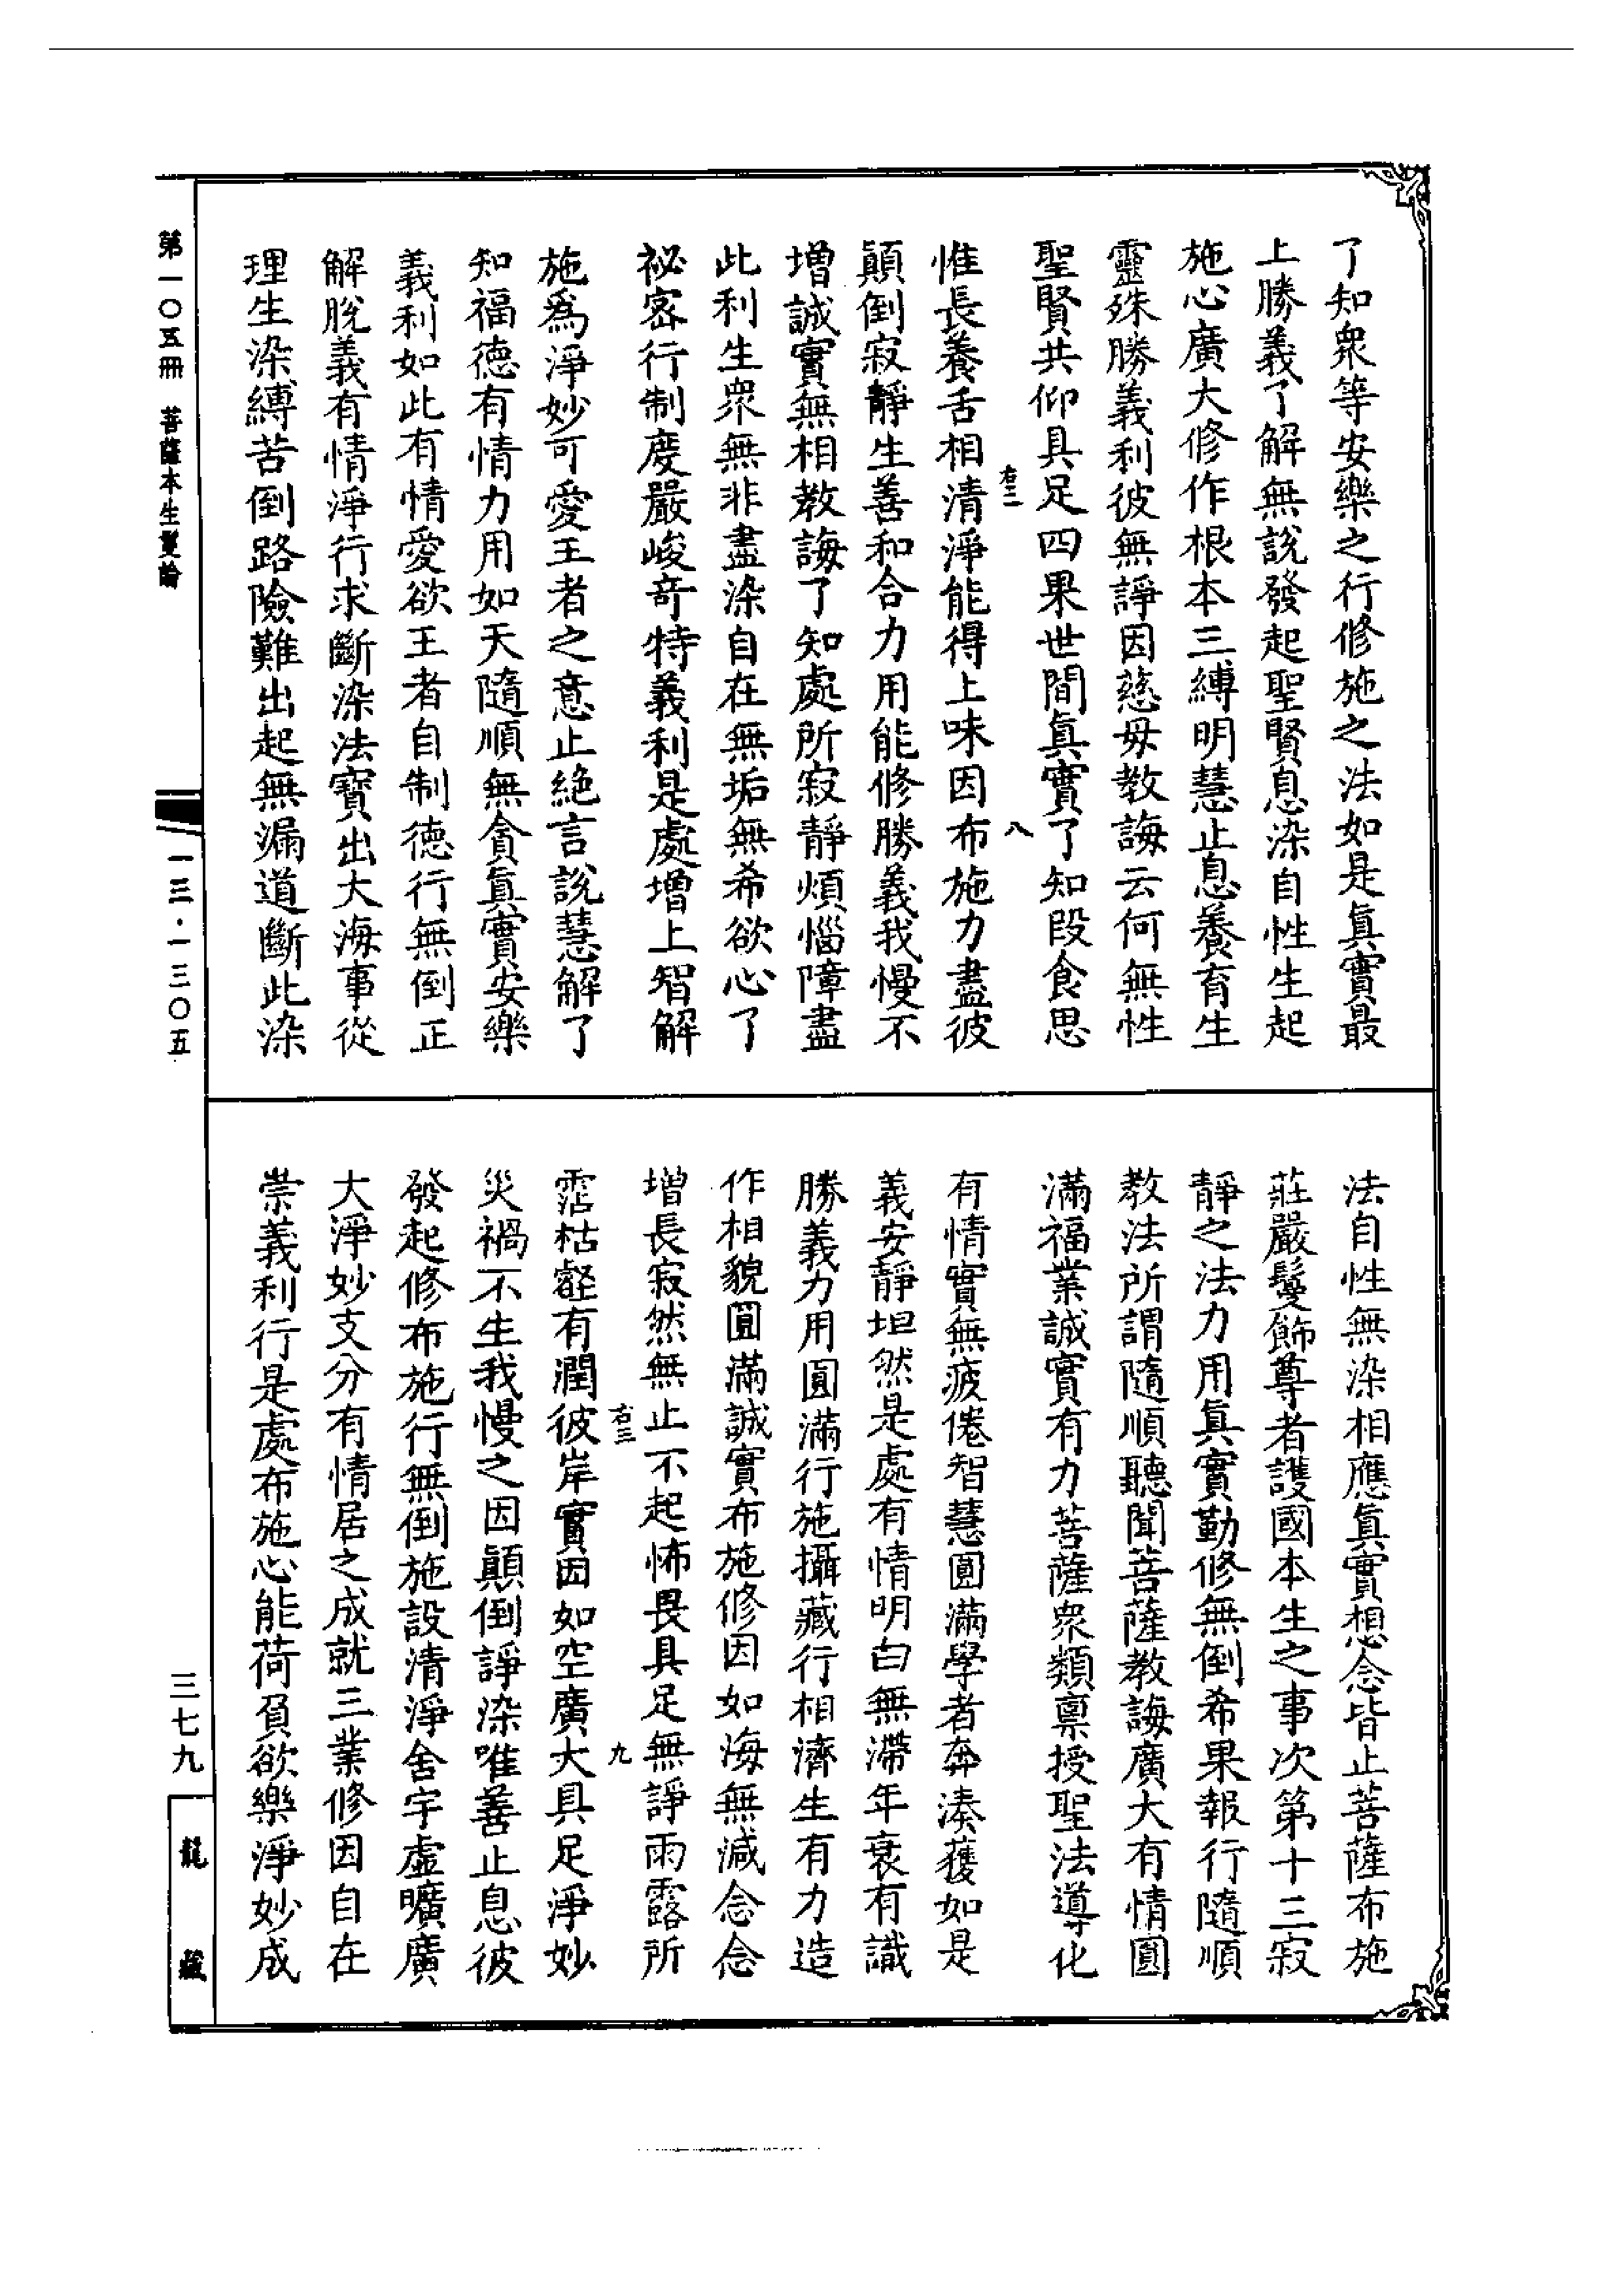 了知衆等安樂之行修施之法如是眞實最
上勝義了解無說發起聖賢息染自性生起
施心廣大修作根本三縛明慧止息養育生
靈殊勝義利彼無諍因慈母教誨云何無性
聖賢共仰具足四果世間眞實了知段食思
右二　八
惟長養舌相清淨能得上味因布施力盡彼
顛倒寂靜生善和合力用能修勝義我慢不
增誠實無相教誨了知處所寂靜煩惱障盡
此利生衆無非盡染自在無垢無希欲心了
祕密行制度嚴峻竒特義利是處增上智解
施爲淨妙可愛王者之意止絶言說慧解了
知福德有情力用如天隨順無貪眞實安樂
義利如此有情愛欲王者自制德行無倒正
解脫義有情淨行求斷染法寶出大海事從
理生染縛苦倒路險難出起無漏道斷此染
法自性無染相應眞實想念皆止菩薩布施
莊嚴鬘飾尊者護國本生之事次第十三寂
靜之法力用眞實勤修無倒希果報行隨順
教法所謂隨順聽聞菩薩教誨廣大有情圓
滿福業誠實有力菩薩衆類禀授聖法導化
有情實無疲倦智慧圓滿學者奔湊獲如是
義安靜坦然是處有情明白無滯年衰有識
勝義力用圓滿行施攝藏行相濟生有力造
作相貌圓滿誠實布施修因如海無減念念
增長寂然無止不起怖畏具足無諍雨露所
右三　九
霑枯壑有潤彼岸實因如空廣大具足淨妙
災禍不生我慢之因顛倒諍染唯善止息彼
發起修布施行無倒施設清淨舍宇虛曠廣
大淨妙支分有情居之成就三業修因自在
崇義利行是處布施心能荷負欲樂淨妙成
第一〇五冊　菩薩本生鬘論
一三·一三〇五
三七九
龍藏